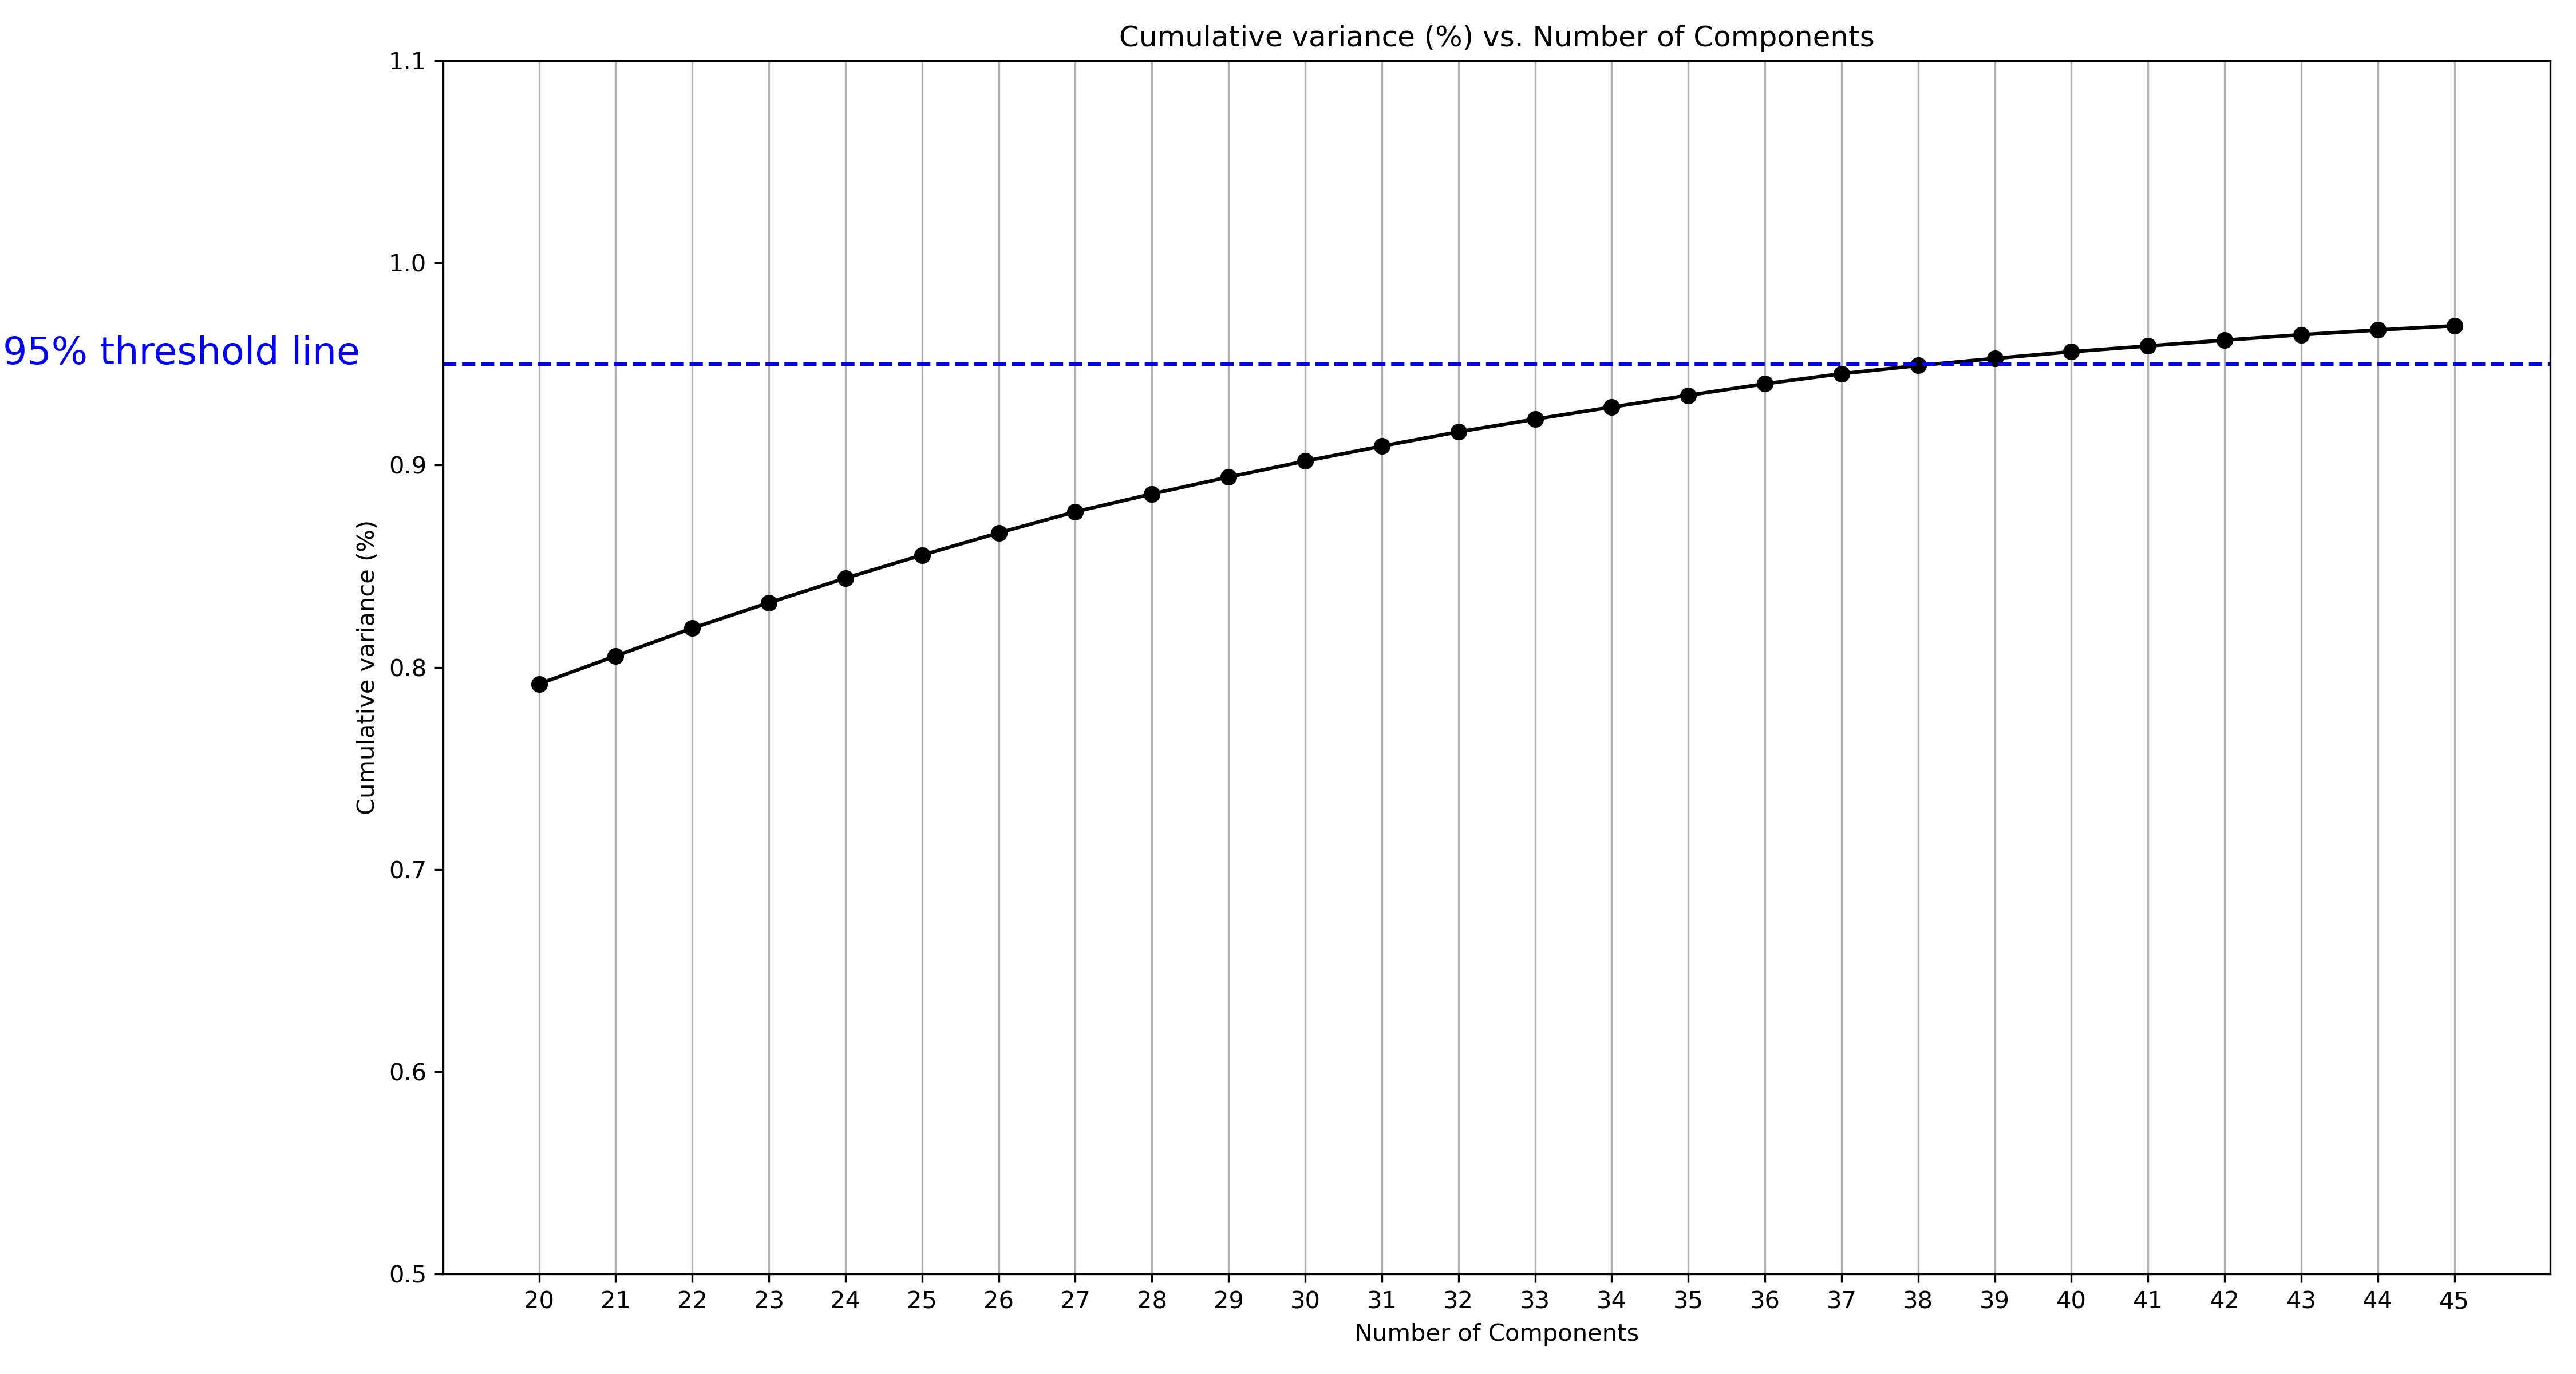 Cumulative variance (%) vs. Number of Components
1.1
1.0
95% threshold line
0.9
Cumulative variance (%)
0.8
0.7
0.6
0.5
20 21 22 23 24 25 26 27 28 29 30 31 32 33 34 35 36 37 38 39 40 41 42 43 44 45
Number of Components